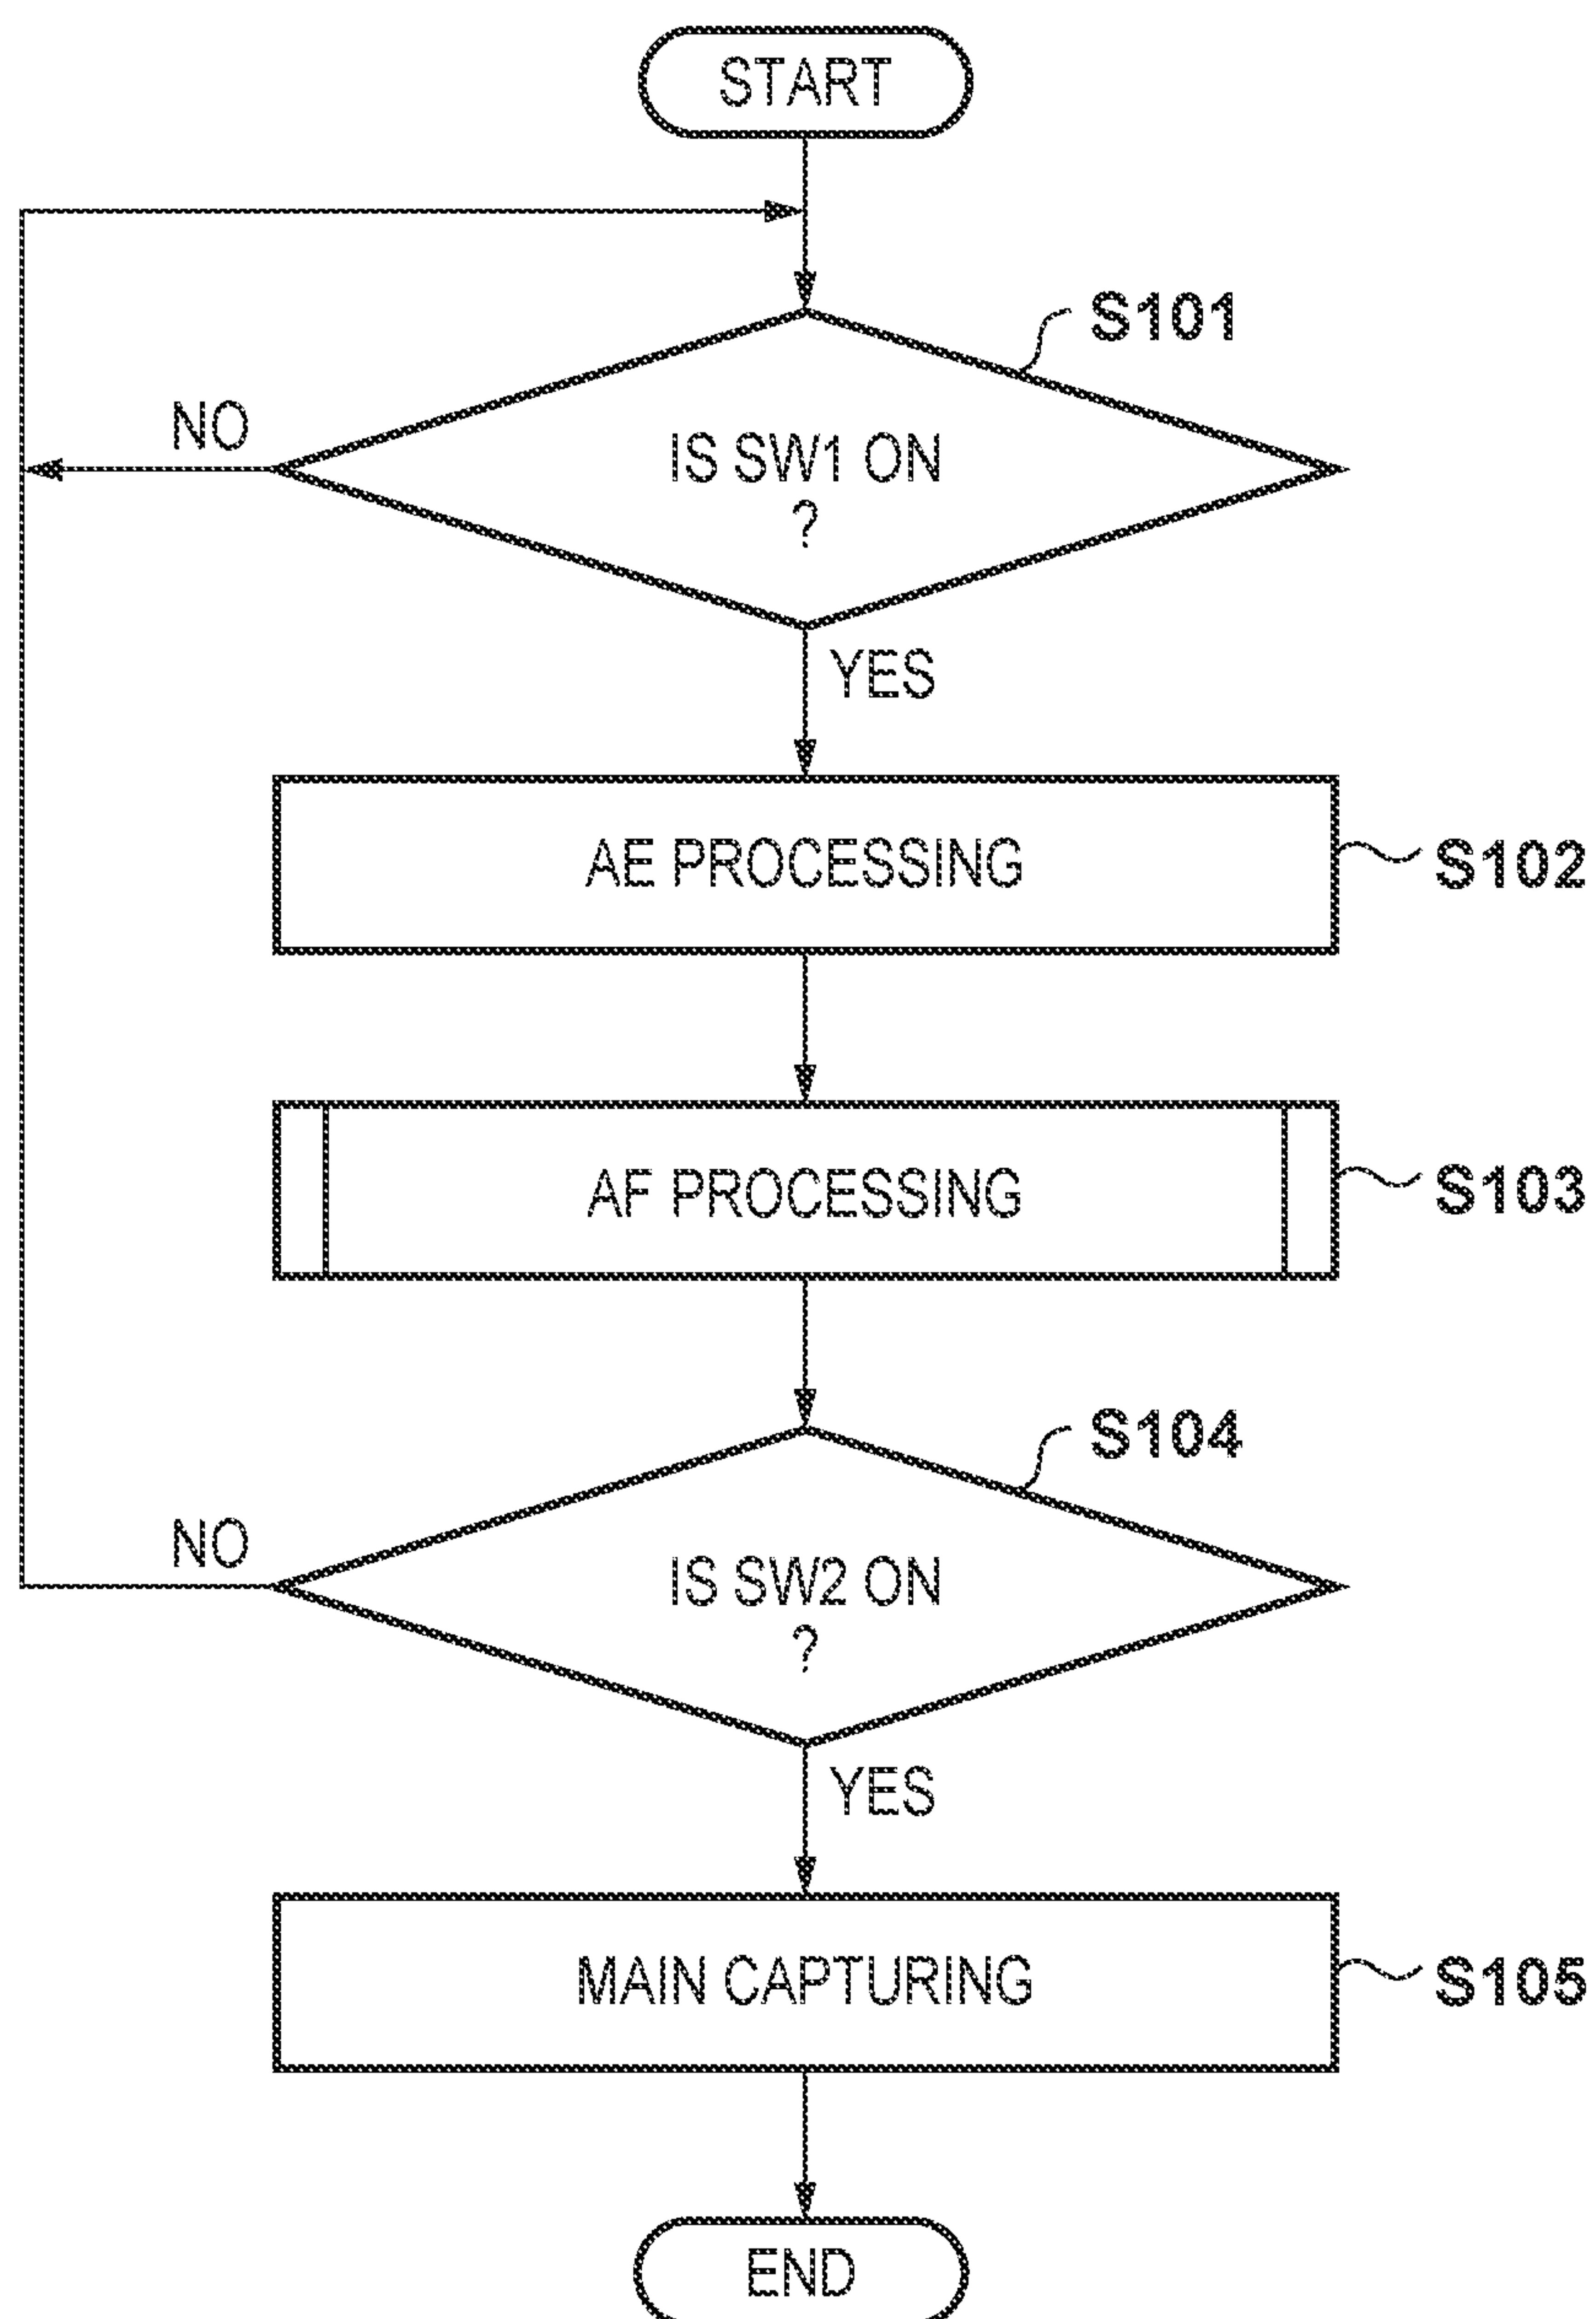 START
S101
NO
IS SW1 ON
?
YES
AE PROCESSING
S102
AF PROCESSING
S103
S104
NO
IS SW2 ON
?
YES
MAIN CAPTURING
S105
END